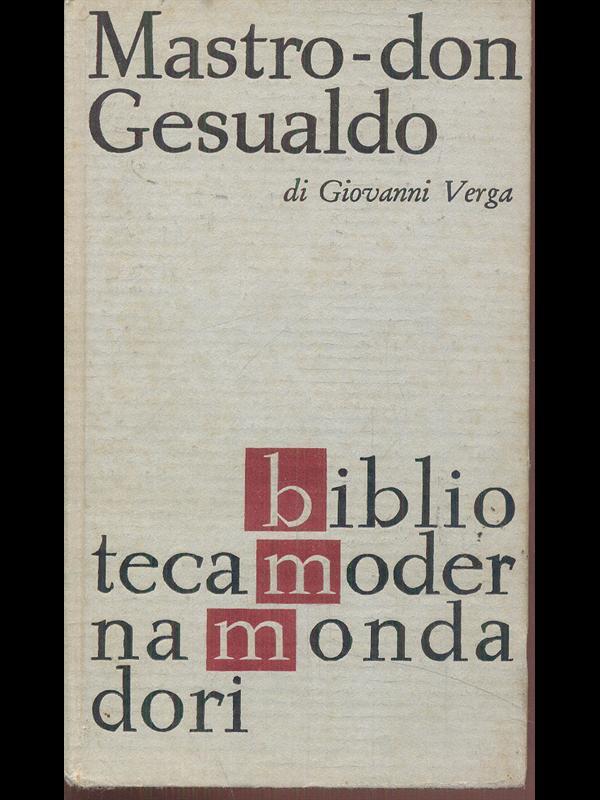 Mastro-don
Gesualdo
di Giovanni Verga
biblio
tecamoder
namonda
dori